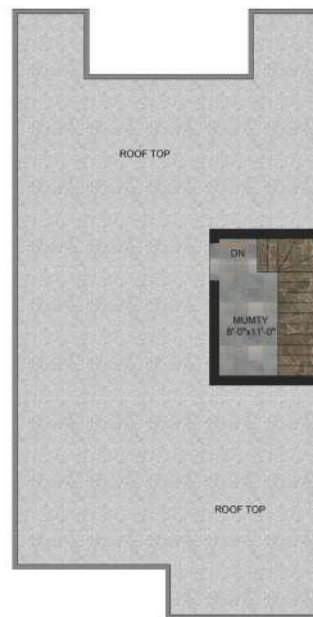 ROOF TOP
DN
MUMTY
8'-0"x11'-0"
ROOF TOP